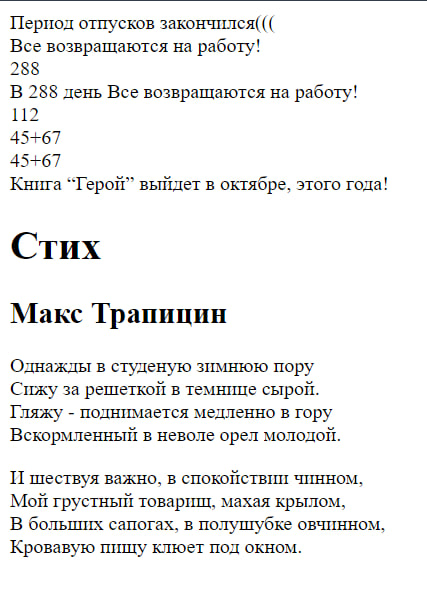 Период отпусков закончился(((
Все возвращаются на работу!
288
В 288 день Все возвращаются на работу!
112
45+67
45+67
Книга “Герой” выйдет в октябре, этого года!
Стих
Макс Трапицин
Однажды в студеную зимнюю пору
Сижу за решеткой в темнице сырой.
Гляжу - поднимается медленно в гору
Вскормленный в неволе орел молодой.
И шествуя важно, в спокойствии чинном,
Мой грустный товарищ, махая крылом,
В больших сапогах, в полушубке овчинном,
Кровавую пищу клюет под окном.